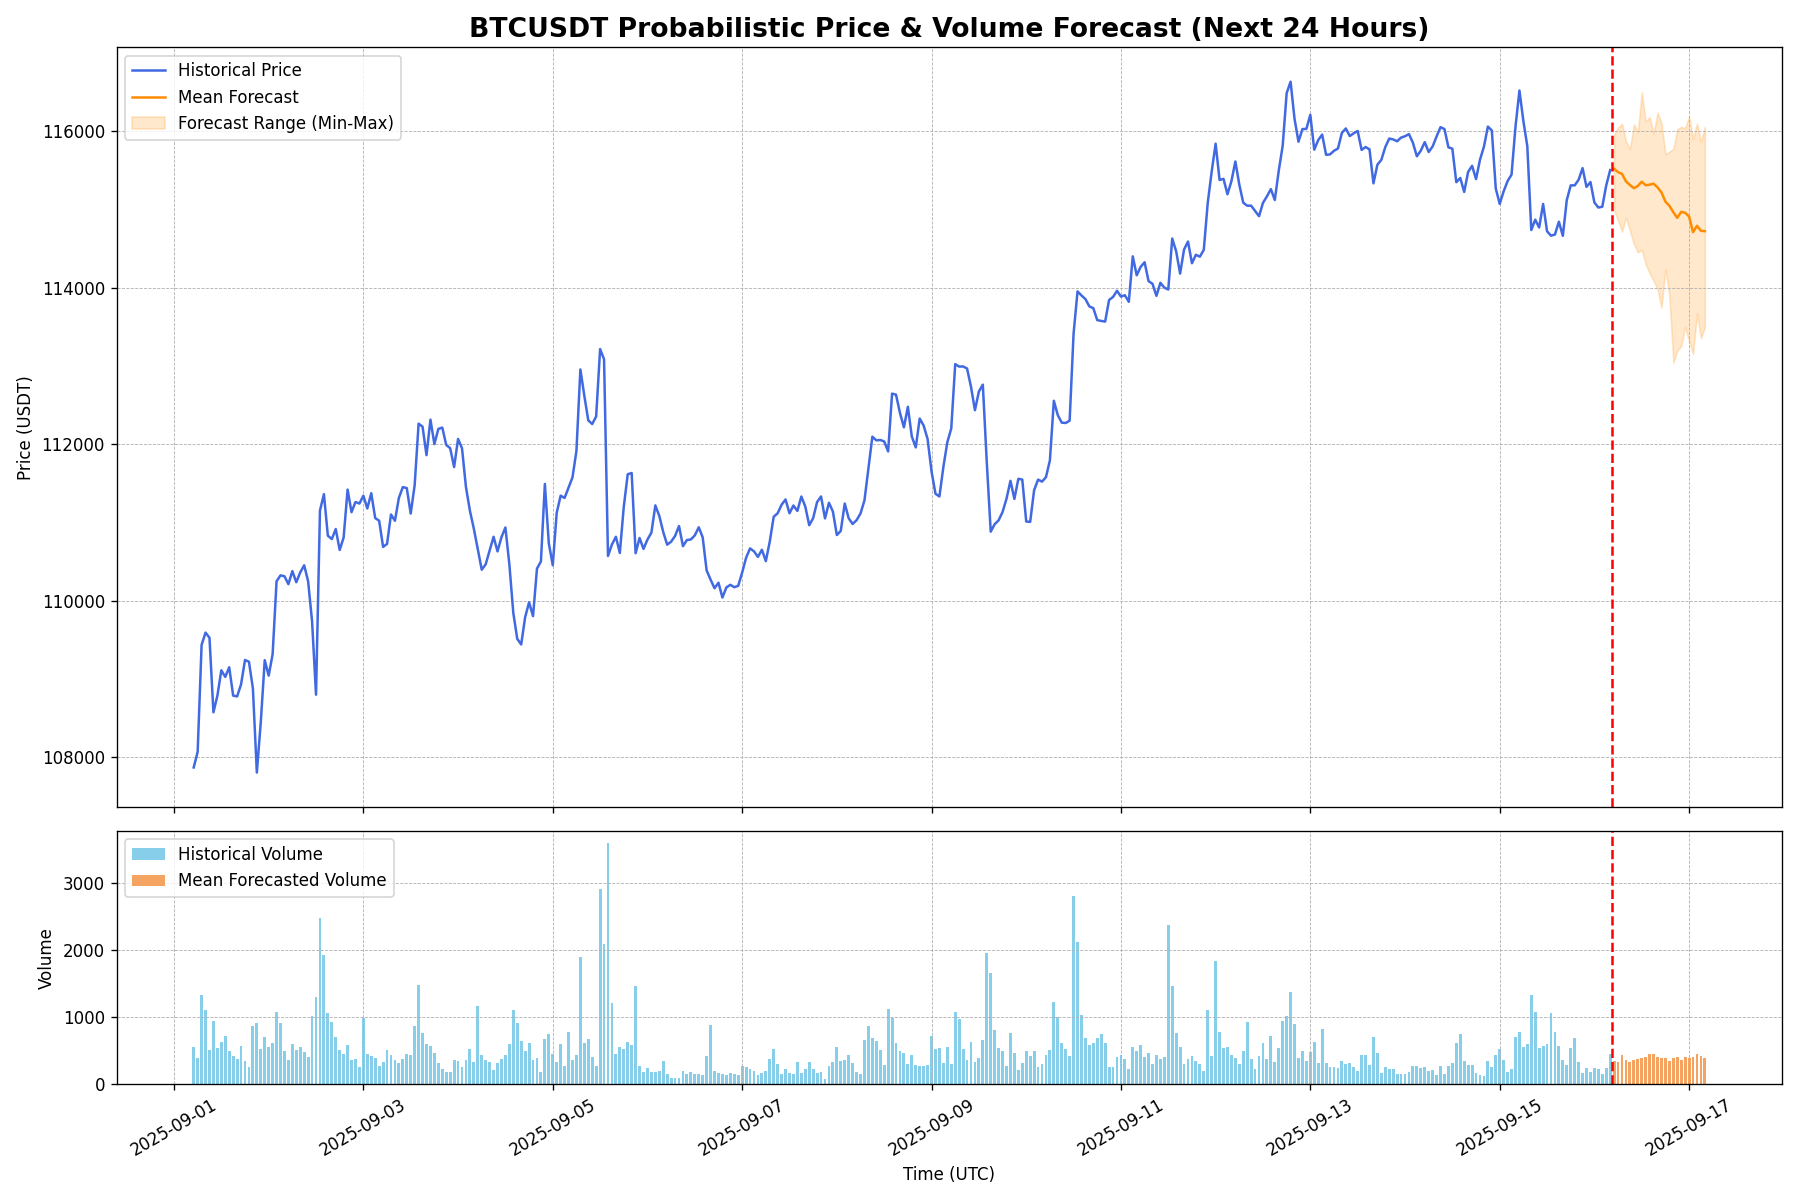 BTCUSDT Probabilistic Price & Volume Forecast (Next 24 Hours)
Historical Price
Mean Forecast
Forecast Range (Min-Max)
116000
114000
112000
110000
108000
Price (USDT)
Historical Volume
Mean Forecasted Volume
3000
2000
1000
0
Volume
2025-09-01
2025-09-03
2025-09-05
2025-09-07
2025-09-09
2025-09-11
2025-09-13
2025-09-15
2025-09-17
Time (UTC)